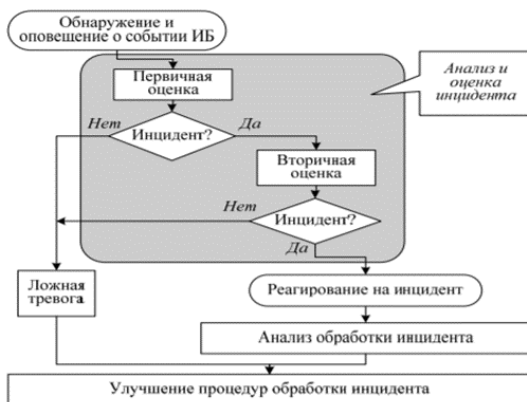 Обнаружение и
оповещение о событии ИБ
Анализ и
оценка
инцидента
Первичная
оценка
Нет
Инцидент?
Да
Вторичная
оценка
Нет
Инцидент?
Да
Ложная
тревога
Реагирование на инцидент
Анализ обработки инцидента
Улучшение процедур обработки инцидента